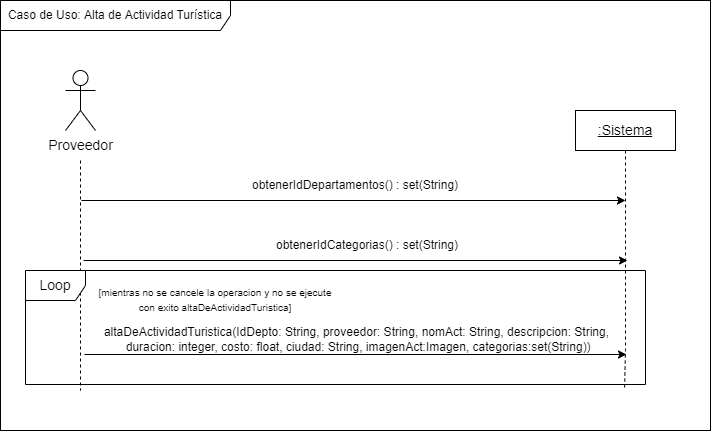 Caso de Uso: Alta de Actividad Turística
Proveedor
:Sistema
obtenerIdDepartamentos() : set(String)
obtenerIdCategorias() : set(String)
Loop
[mientras no se cancele la operacion y no se ejecute
con exito altaDeActividadTuristica]
altaDeActividadTuristica(IdDepto: String, proveedor: String, nomAct: String, descripcion: String,
duracion: integer, costo: float, ciudad: String, imagenAct:Imagen, categorias:set(String))